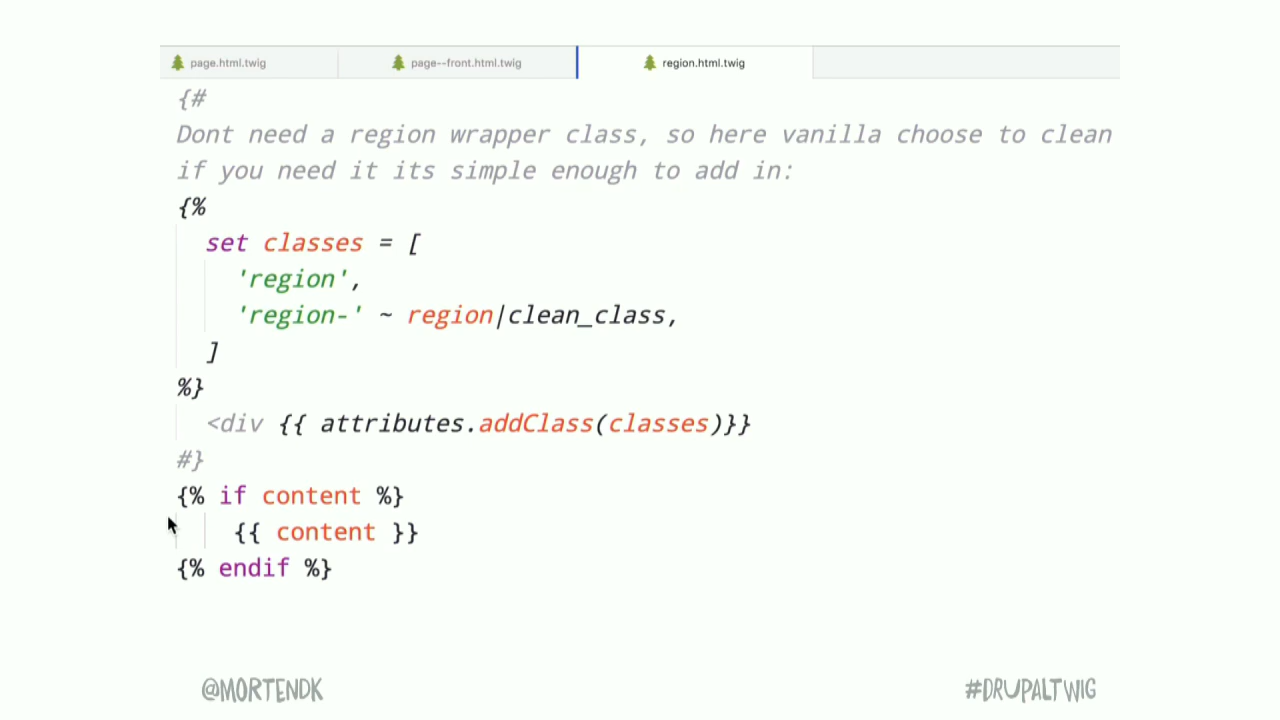 page.html.twig
page--front.html.twig
region.html.twig
{#
Dont need a region wrapper class, so here vanilla choose to clean
if you need it its simple enough to add in:
{%
set classes = [
'region',
'region-' ~ region|clean_class,
]
%}
<div {{ attributes.addClass(classes)}}
#}
{% if content %}
{{ content }}
{% endif %}
@MORTENDK
#DRUPALTWIG